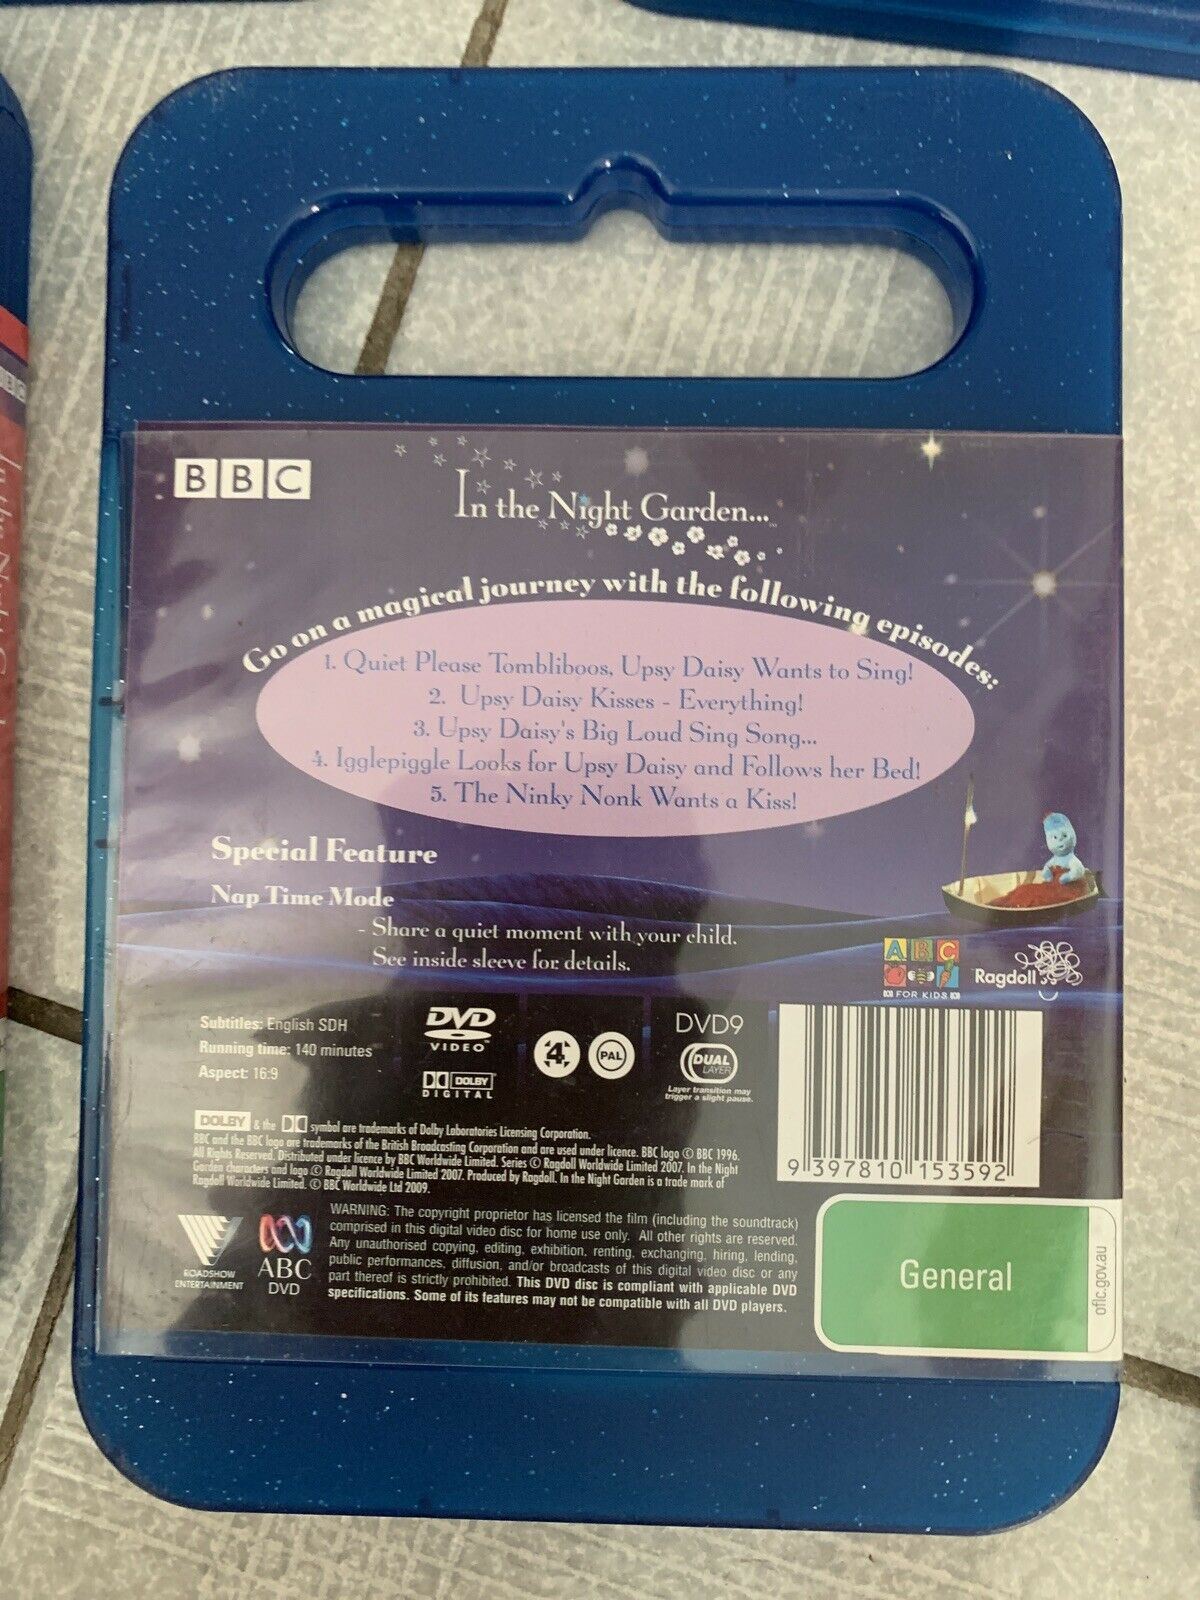 BBC
In the Night Garden...
Go on a magical journey with the following episodes:
1. Quiet Please Tombliboos, Upsy Daisy Wants to Sing!
2. Upsy Daisy Kisses - Everything!
3. Upsy Daisy's Big Loud Sing Song...
4. Igglepiggle Looks for Upsy Daisy and Follows her Bed!
5. The Ninky Nonk Wants a Kiss!
Special Feature
Nap Time Mode
- Share a quiet moment with your child.
See inside sleeve for details.
ABC
FOR KIDS
Ragdoll
Subtitles: English SDH
Running time: 140 minutes
Aspect: 16:9
DVD
VIDEO™
DOLBY
DIGITAL
4
PAL
DVD9
DUAL
LAYER
Layer transition may
trigger a slight pause.
9 397810 153592
DOLBY & the symbol are trademarks of Dolby Laboratories Licensing Corporation.
BBC and the BBC logo are trademarks of the British Broadcasting Corporation and are used under licence. BBC logo © BBC 1996.
All Rights Reserved. Distributed under licence by BBC Worldwide Limited. Series © Ragdoll Worldwide Limited 2007. In the Night
Garden characters and logo © Ragdoll Worldwide Limited 2007. Produced by Ragdoll. In the Night Garden is a trade mark of
Ragdoll Worldwide Limited. © BBC Worldwide Ltd 2009.
ROADSHOW
ENTERTAINMENT
ABC
DVD
WARNING: The copyright proprietor has licensed the film (including the soundtrack)
comprised in this digital video disc for home use only. All other rights are reserved.
Any unauthorised copying, editing, exhibition, renting, exchanging, hiring, lending,
public performances, diffusion, and/or broadcasts of this digital video disc or any
part thereof is strictly prohibited. This DVD disc is compliant with applicable DVD
specifications. Some of its features may not be compatible with all DVD players.
General
oflc.gov.au